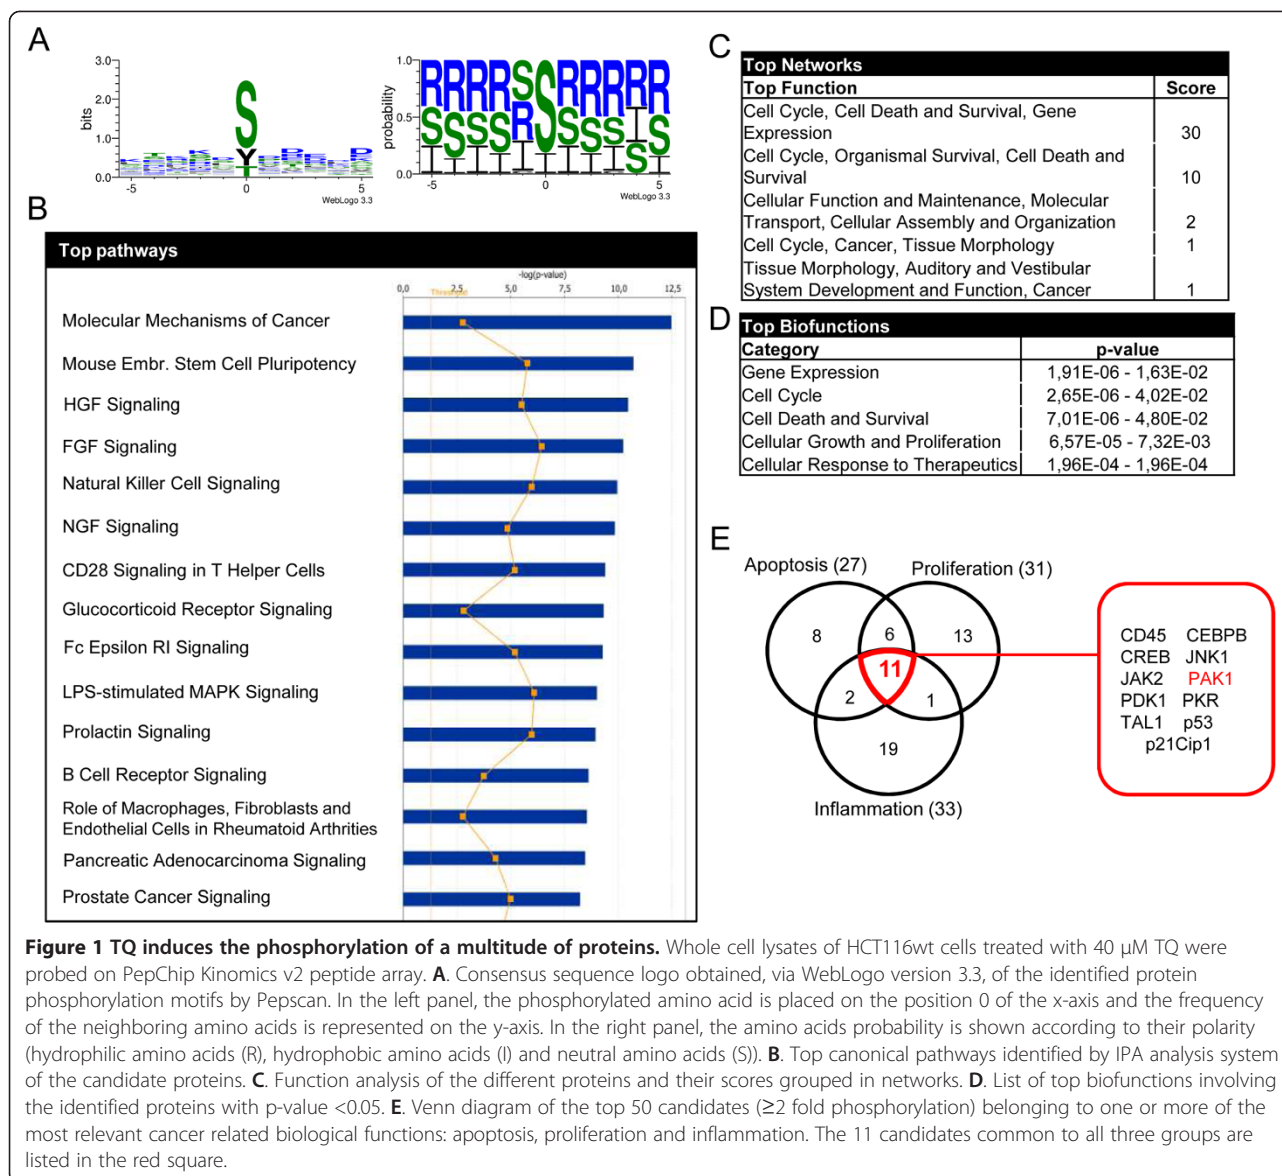 A
3.0
2.0
1.0
0.0
bits
S
Y
T
-5
0
5
WebLogo 3.3
1.0
0.5
0.0
probability
RRRRSSRRRRR
SSSSR SSSIS
IIIII IIISI
-5
0
5
WebLogo 3.3
B
Top pathways
-log(p-value)
0,0 2,5 5,0 7,5 10,0 12,5
Threshold
Molecular Mechanisms of Cancer
Mouse Embr. Stem Cell Pluripotency
HGF Signaling
FGF Signaling
Natural Killer Cell Signaling
NGF Signaling
CD28 Signaling in T Helper Cells
Glucocorticoid Receptor Signaling
Fc Epsilon RI Signaling
LPS-stimulated MAPK Signaling
Prolactin Signaling
B Cell Receptor Signaling
Role of Macrophages, Fibroblasts and
Endothelial Cells in Rheumatoid Arthrities
Pancreatic Adenocarcinoma Signaling
Prostate Cancer Signaling
C
Top Networks
Top Function Score
Cell Cycle, Cell Death and Survival, Gene
Expression 30
Cell Cycle, Organismal Survival, Cell Death and
Survival 10
Cellular Function and Maintenance, Molecular
Transport, Cellular Assembly and Organization 2
Cell Cycle, Cancer, Tissue Morphology 1
Tissue Morphology, Auditory and Vestibular
System Development and Function, Cancer 1
D
Top Biofunctions
Category p-value
Gene Expression 1,91E-06 - 1,63E-02
Cell Cycle 2,65E-06 - 4,02E-02
Cell Death and Survival 7,01E-06 - 4,80E-02
Cellular Growth and Proliferation 6,57E-05 - 7,32E-03
Cellular Response to Therapeutics 1,96E-04 - 1,96E-04
E
Apoptosis (27)
Proliferation (31)
8 6 13
11
2 1
19
Inflammation (33)
CD45 CEBPB
CREB JNK1
JAK2 PAK1
PDK1 PKR
TAL1 p53
p21Cip1
Figure 1 TQ induces the phosphorylation of a multitude of proteins. Whole cell lysates of HCT116wt cells treated with 40 μM TQ were
probed on PepChip Kinomics v2 peptide array. A. Consensus sequence logo obtained, via WebLogo version 3.3, of the identified protein
phosphorylation motifs by Pepscan. In the left panel, the phosphorylated amino acid is placed on the position 0 of the x-axis and the frequency
of the neighboring amino acids is represented on the y-axis. In the right panel, the amino acids probability is shown according to their polarity
(hydrophilic amino acids (R), hydrophobic amino acids (I) and neutral amino acids (S)). B. Top canonical pathways identified by IPA analysis system
of the candidate proteins. C. Function analysis of the different proteins and their scores grouped in networks. D. List of top biofunctions involving
the identified proteins with p-value <0.05. E. Venn diagram of the top 50 candidates (≥2 fold phosphorylation) belonging to one or more of the
most relevant cancer related biological functions: apoptosis, proliferation and inflammation. The 11 candidates common to all three groups are
listed in the red square.